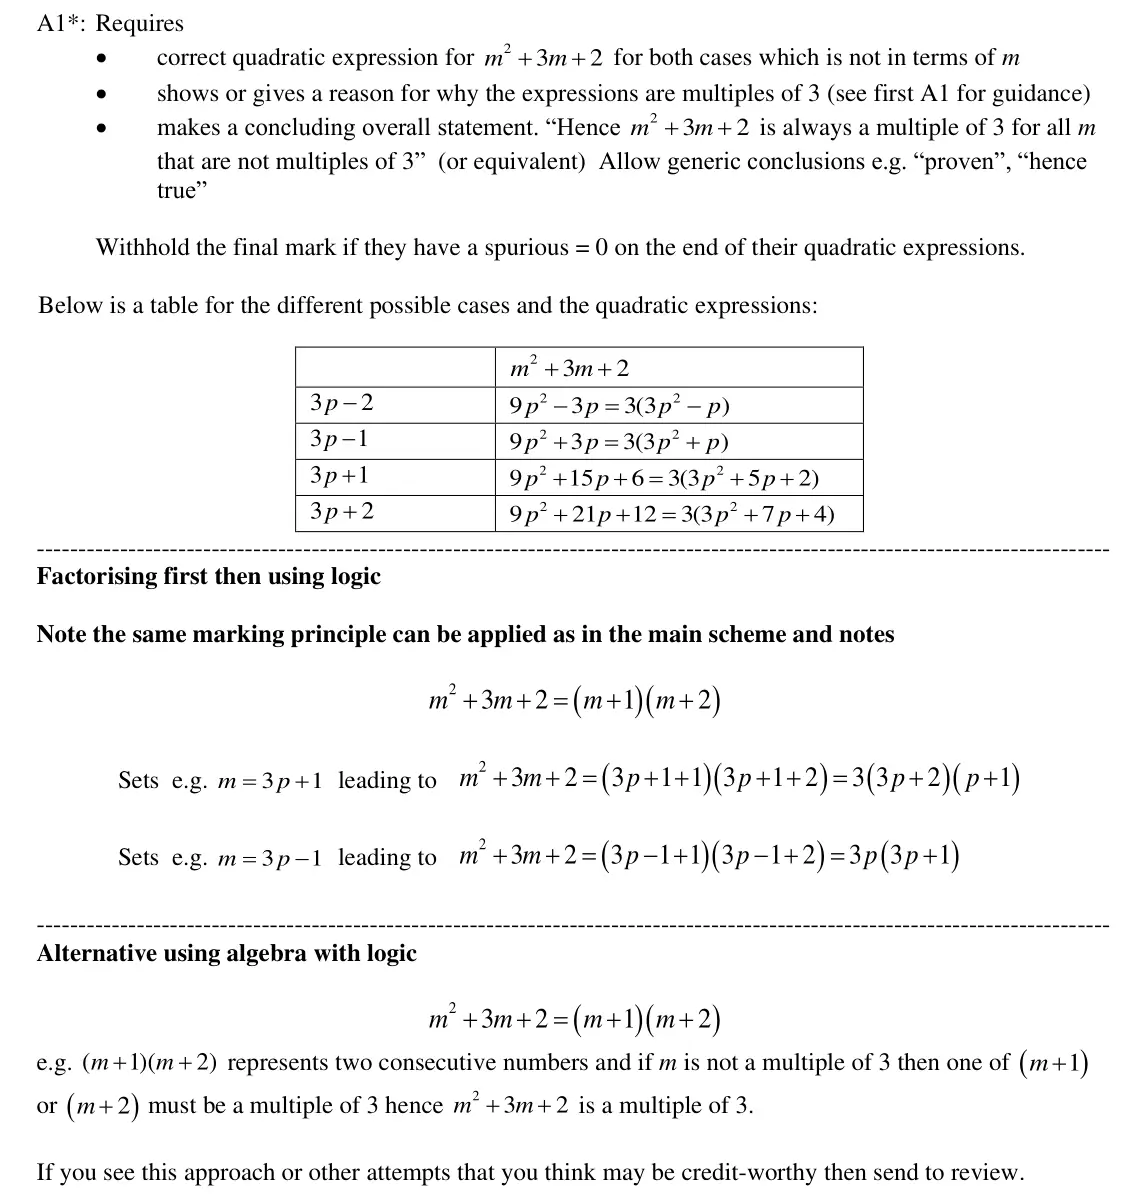 A1*: Requires
• correct quadratic expression for m² + 3m + 2 for both cases which is not in terms of m
• shows or gives a reason for why the expressions are multiples of 3 (see first A1 for guidance)
• makes a concluding overall statement. “Hence m² + 3m + 2 is always a multiple of 3 for all m
that are not multiples of 3” (or equivalent) Allow generic conclusions e.g. “proven”, “hence
true”
Withhold the final mark if they have a spurious = 0 on the end of their quadratic expressions.
Below is a table for the different possible cases and the quadratic expressions:
m² + 3m + 2
3p − 2 9p² − 3p = 3(3p² − p)
3p − 1 9p² + 3p = 3(3p² + p)
3p + 1 9p² + 15p + 6 = 3(3p² + 5p + 2)
3p + 2 9p² + 21p + 12 = 3(3p² + 7p + 4)
Factorising first then using logic
Note the same marking principle can be applied as in the main scheme and notes
m² + 3m + 2 = (m + 1)(m + 2)
Sets e.g. m = 3p + 1 leading to m² + 3m + 2 = (3p + 1 + 1)(3p + 1 + 2) = 3(3p + 2)(p + 1)
Sets e.g. m = 3p − 1 leading to m² + 3m + 2 = (3p − 1 + 1)(3p − 1 + 2) = 3p(3p + 1)
Alternative using algebra with logic
m² + 3m + 2 = (m + 1)(m + 2)
e.g. (m + 1)(m + 2) represents two consecutive numbers and if m is not a multiple of 3 then one of (m + 1)
or (m + 2) must be a multiple of 3 hence m² + 3m + 2 is a multiple of 3.
If you see this approach or other attempts that you think may be credit-worthy then send to review.